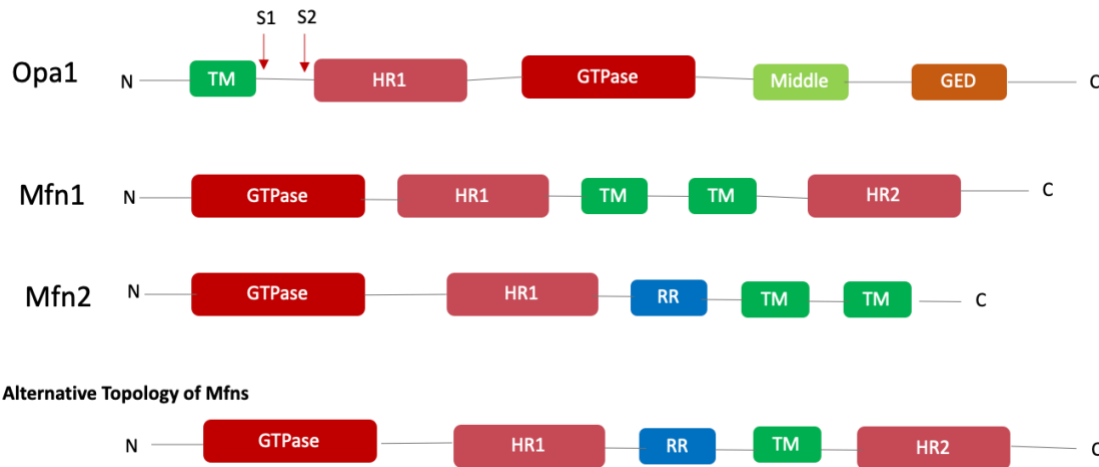 S1 S2
Opa1 N TM HR1 GTPase Middle GED C
Mfn1 N GTPase HR1 TM TM HR2 C
Mfn2 N GTPase HR1 RR TM TM C
Alternative Topology of Mfns
N GTPase HR1 RR TM HR2 C